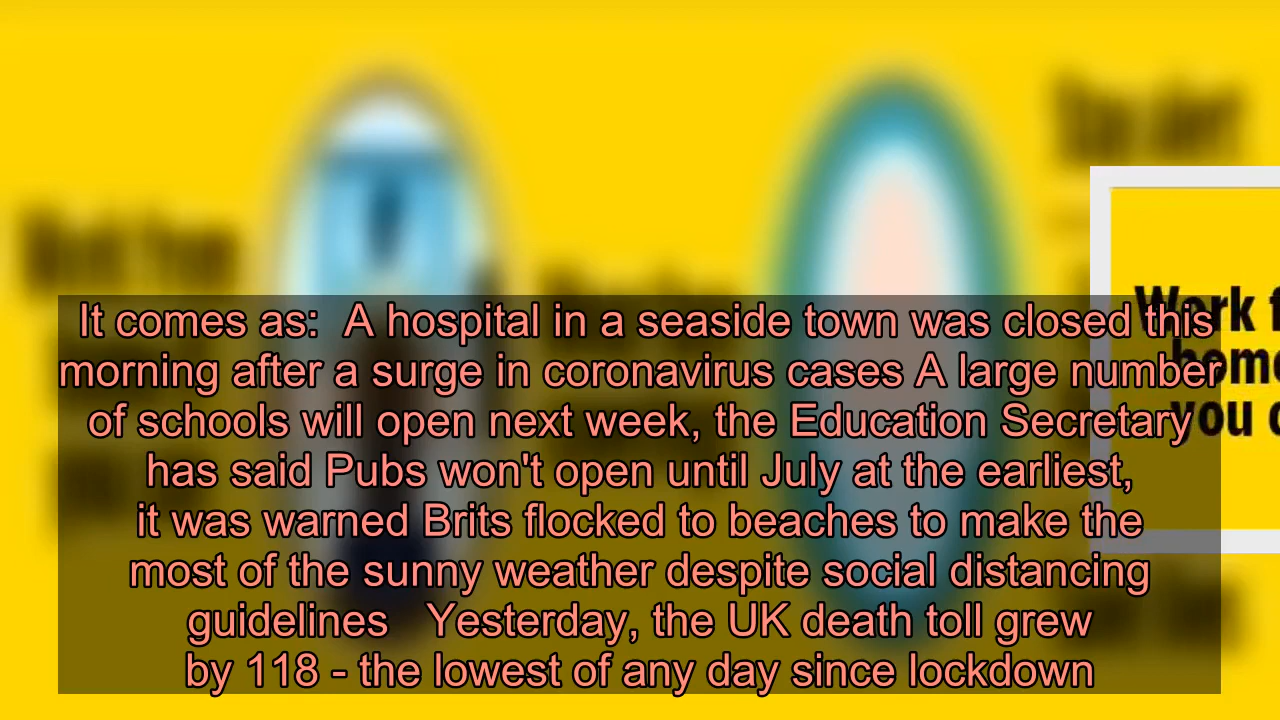 It comes as:  A hospital in a seaside town was closed this
morning after a surge in coronavirus cases A large number
of schools will open next week, the Education Secretary
has said Pubs won't open until July at the earliest,
it was warned Brits flocked to beaches to make the
most of the sunny weather despite social distancing
guidelines   Yesterday, the UK death toll grew
by 118 - the lowest of any day since lockdown
Work
you